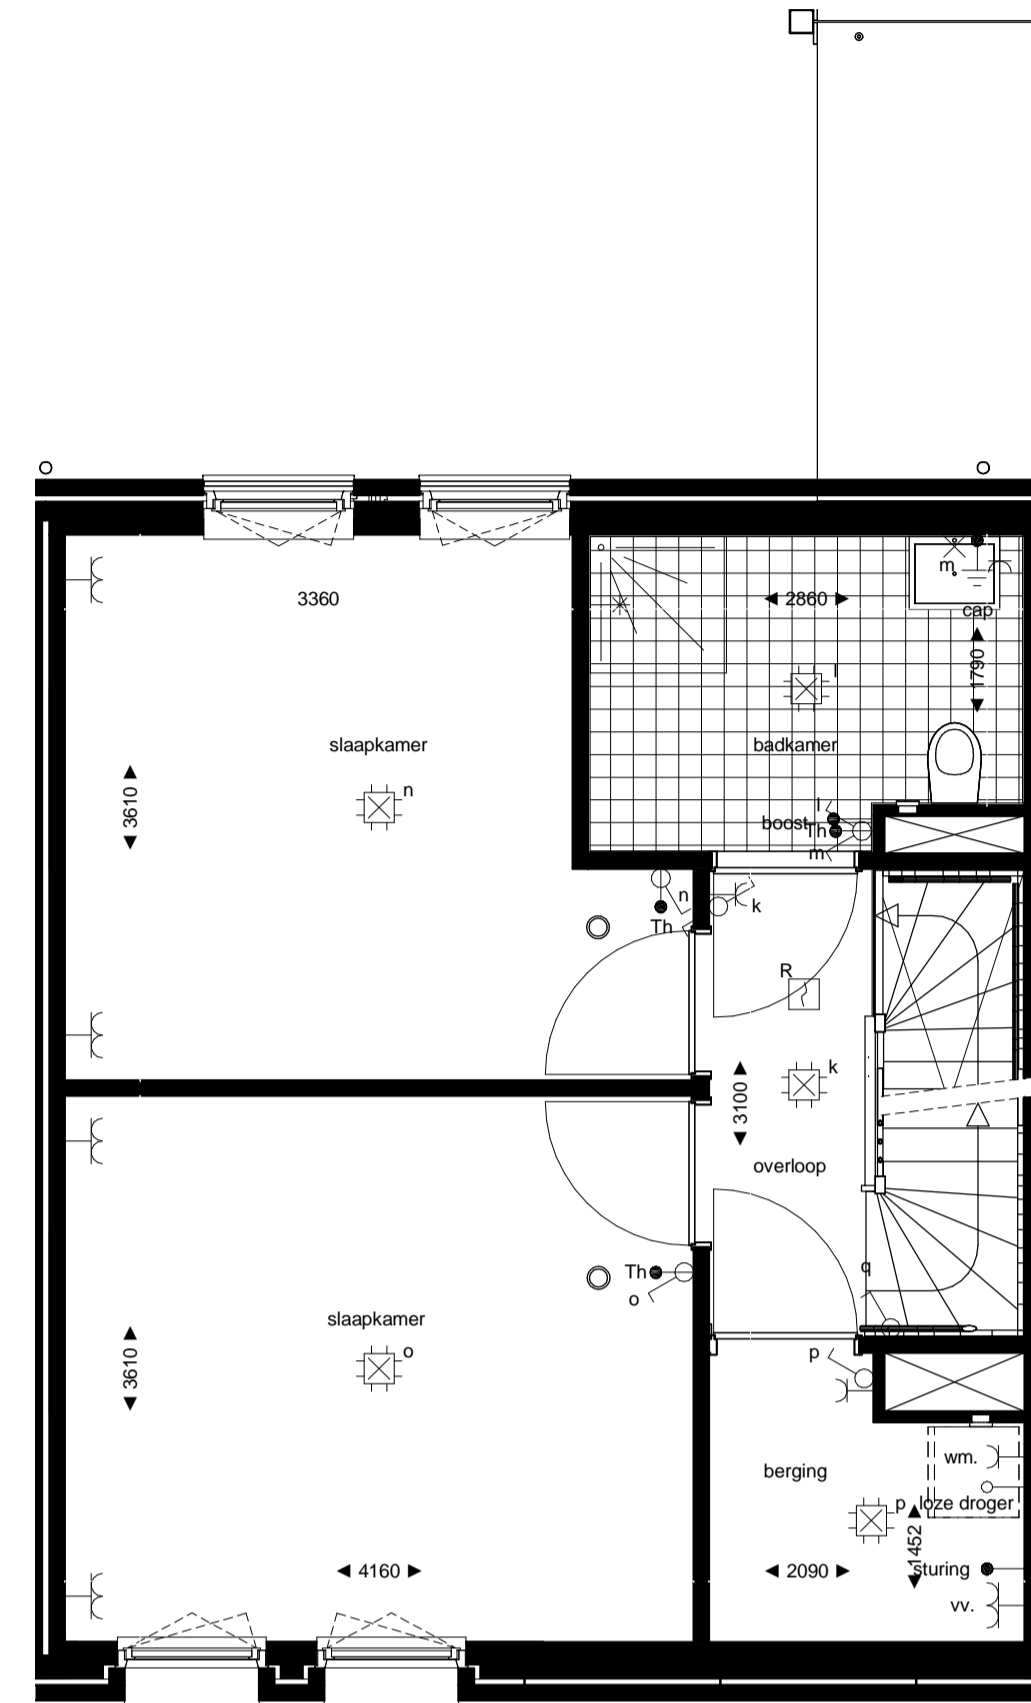 m
3360
2860
cap
1790
l
slaapkamer
badkamer
n
3610
l
boost
Th
m
n
k
Th
R
k
3100
overloop
q
Th
o
slaapkamer
o
p
3610
berging
wm.
p
loze droger
1452
4160
2090
sturing
vv.